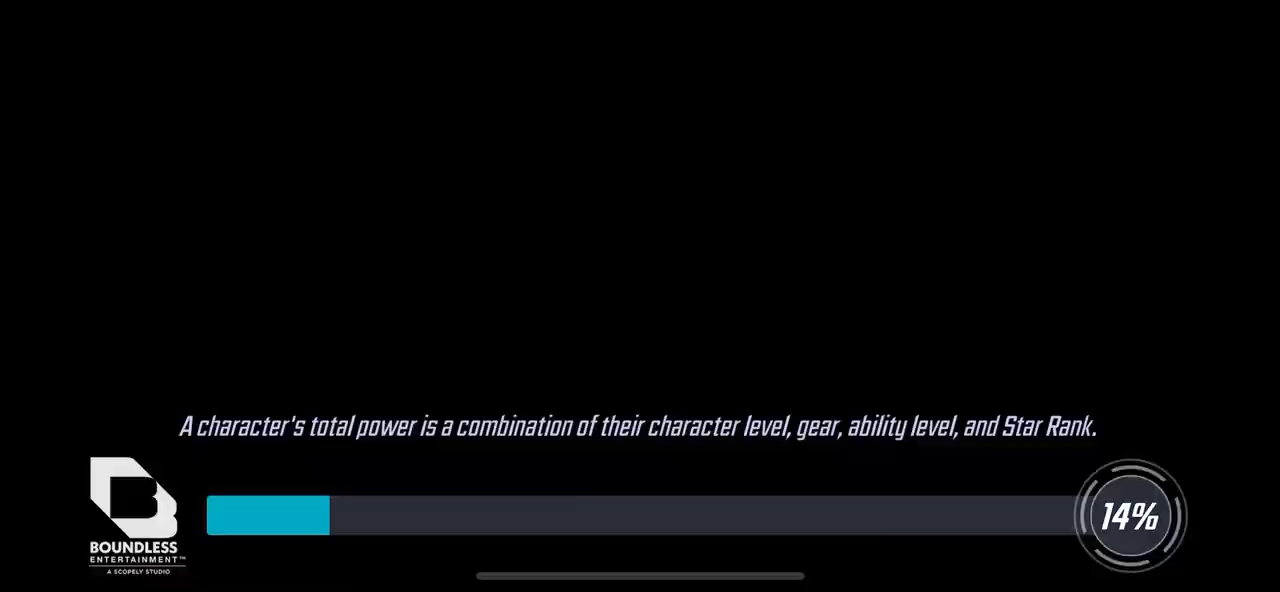 A character's total power is a combination of their character level, gear, ability level, and Star Rank.
14%
BOUNDLESS
ENTERTAINMENT™
A SCOPELY STUDIO